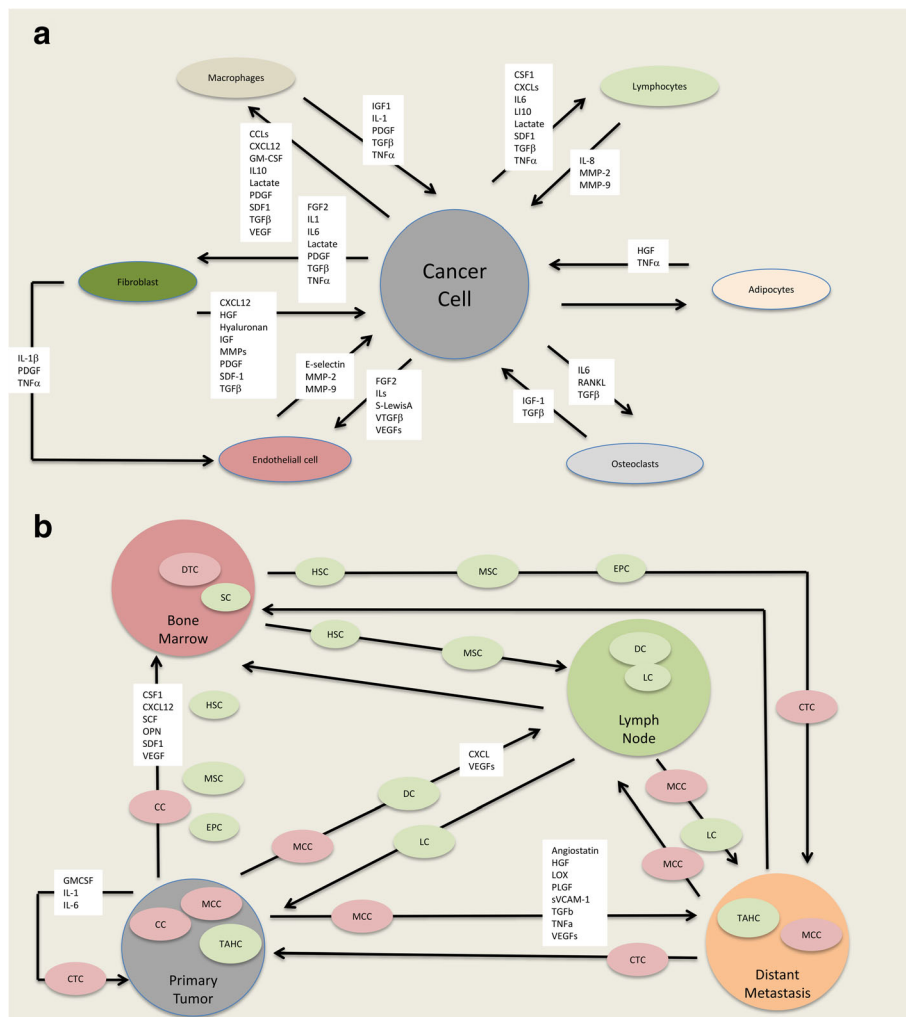 a
Macrophages
CCLs
CXCL12
GM-CSF
IL10
Lactate
PDGF
SDF1
TGFβ
VEGF
IGF1
IL-1
PDGF
TGFβ
TNFα
CSF1
CXCLs
IL6
LI10
Lactate
SDF1
TGFβ
TNFα
Lymphocytes
IL-8
MMP-2
MMP-9
FGF2
IL1
IL6
Lactate
PDGF
TGFβ
TNFα
Cancer
Cell
HGF
TNFα
Adipocytes
Fibroblast
CXCL12
HGF
Hyaluronan
IGF
MMPs
PDGF
SDF-1
TGFβ
IL-1β
PDGF
TNFα
E-selectin
MMP-2
MMP-9
FGF2
ILs
S-LewisA
VTGFβ
VEGFs
IGF-1
TGFβ
IL6
RANKL
TGFβ
Endotheliall cell
Osteoclasts
b
DTC
SC
Bone
Marrow
HSC
MSC
EPC
HSC
MSC
DC
LC
Lymph
Node
CTC
CSF1
CXCL12
SCF
OPN
SDF1
VEGF
HSC
MSC
EPC
CC
CXCL
VEGFs
DC
MCC
LC
MCC
LC
MCC
Angiostatin
HGF
LOX
PLGF
sVCAM-1
TGFb
TNFa
VEGFs
GMCSF
IL-1
IL-6
CTC
MCC
CC
TAHC
Primary
Tumor
MCC
CTC
TAHC
MCC
Distant
Metastasis